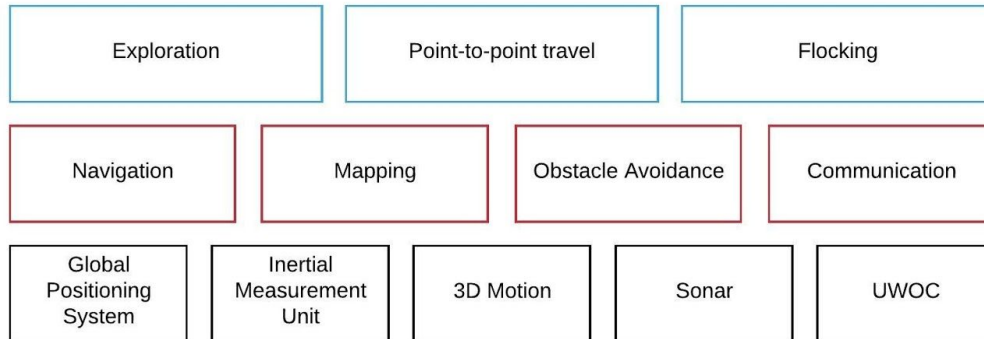 Exploration
Point-to-point travel
Flocking
Navigation
Mapping
Obstacle Avoidance
Communication
Global
Positioning
System
Inertial
Measurement
Unit
3D Motion
Sonar
UWOC